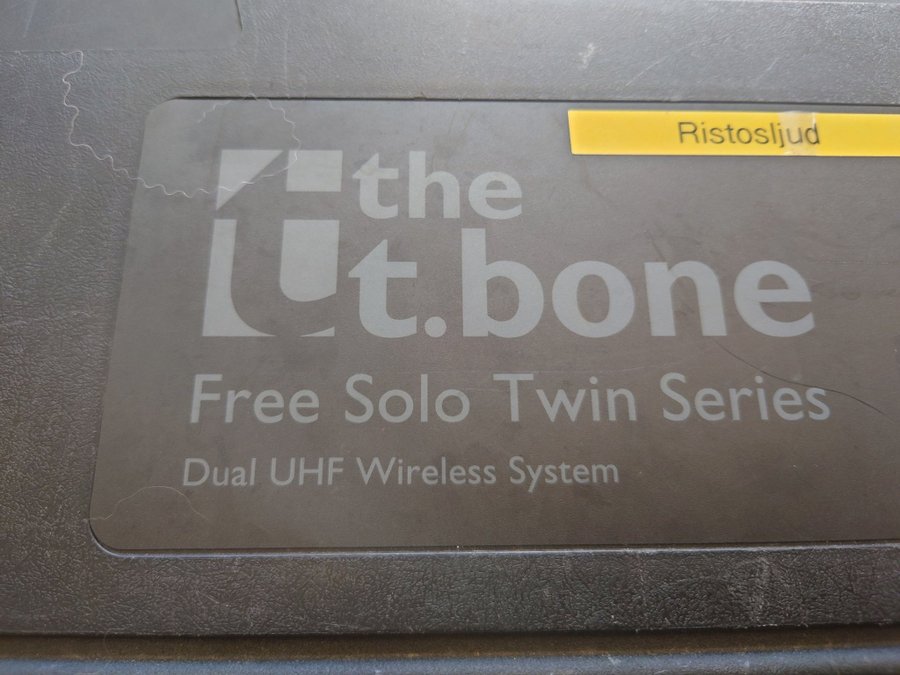 Ristosljud
the
t.bone
Free Solo Twin Series
Dual UHF Wireless System